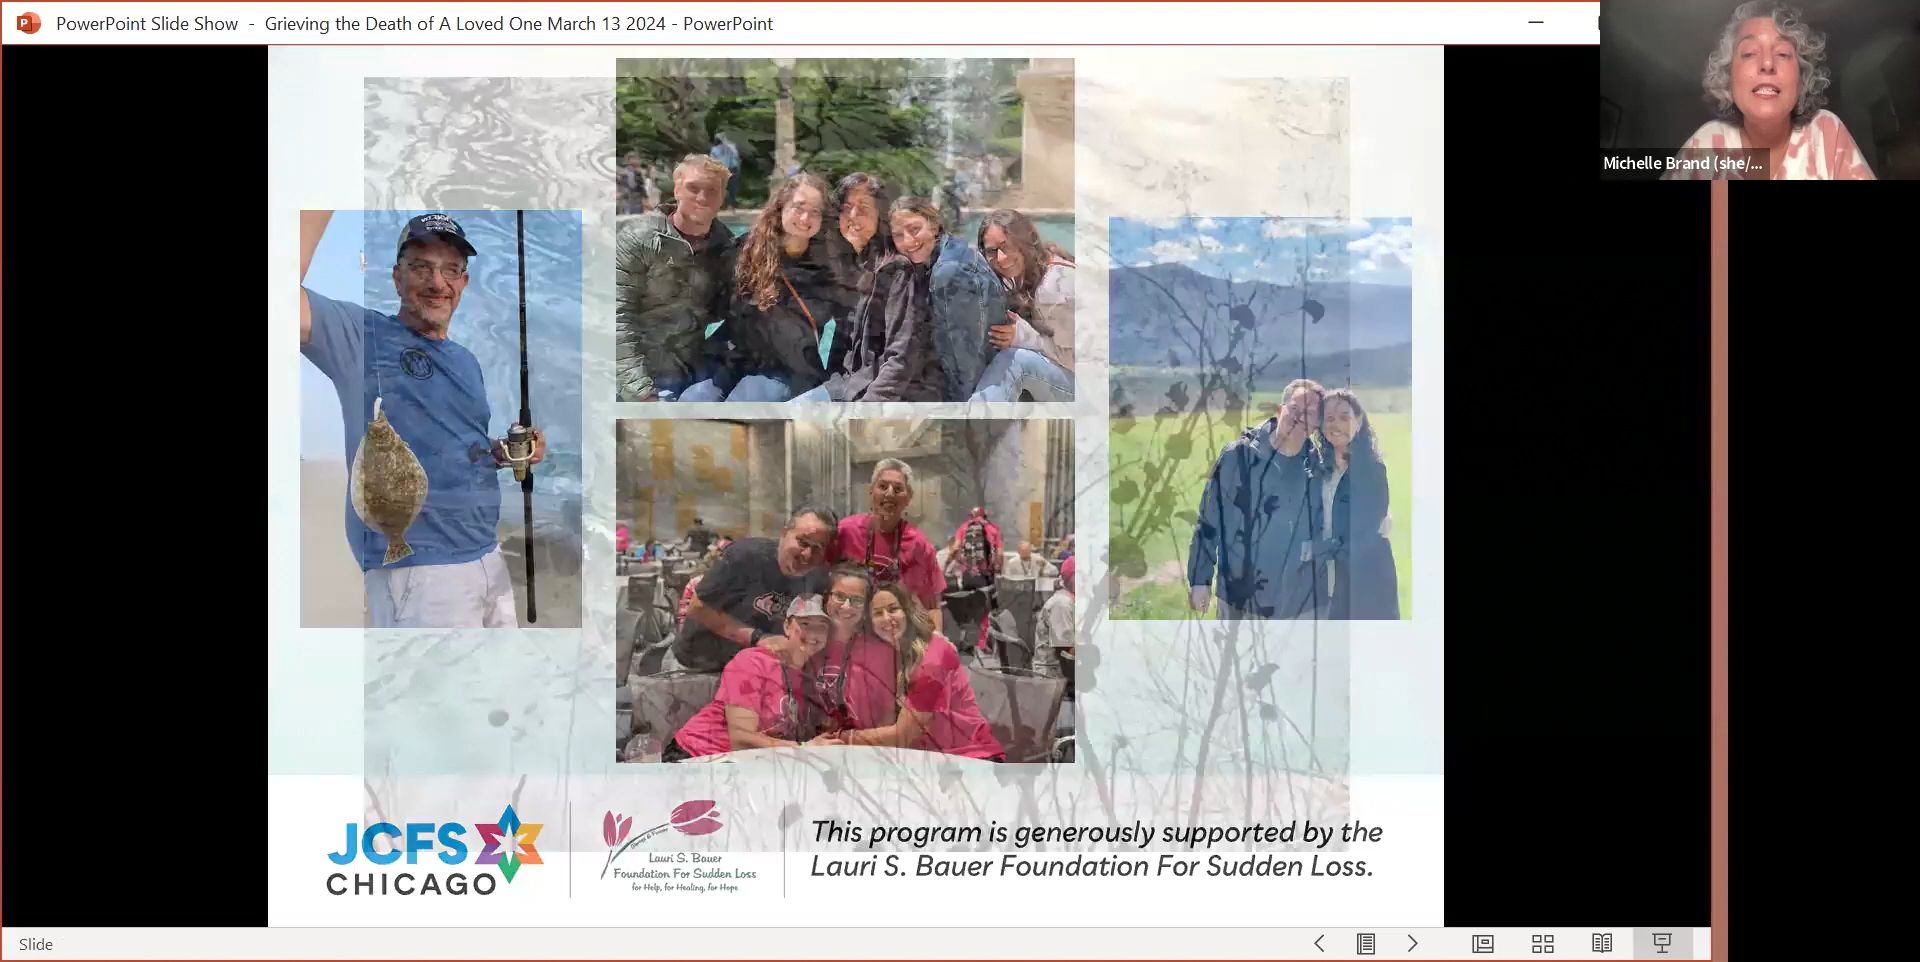 PowerPoint Slide Show - Grieving the Death of A Loved One March 13 2024 - PowerPoint
Michelle Brand (she/...
JCFS
CHICAGO
Lauri S. Bauer
Foundation For Sudden Loss
for Help, for Healing, for Hope.
This program is generously supported by the
Lauri S. Bauer Foundation For Sudden Loss.
Slide